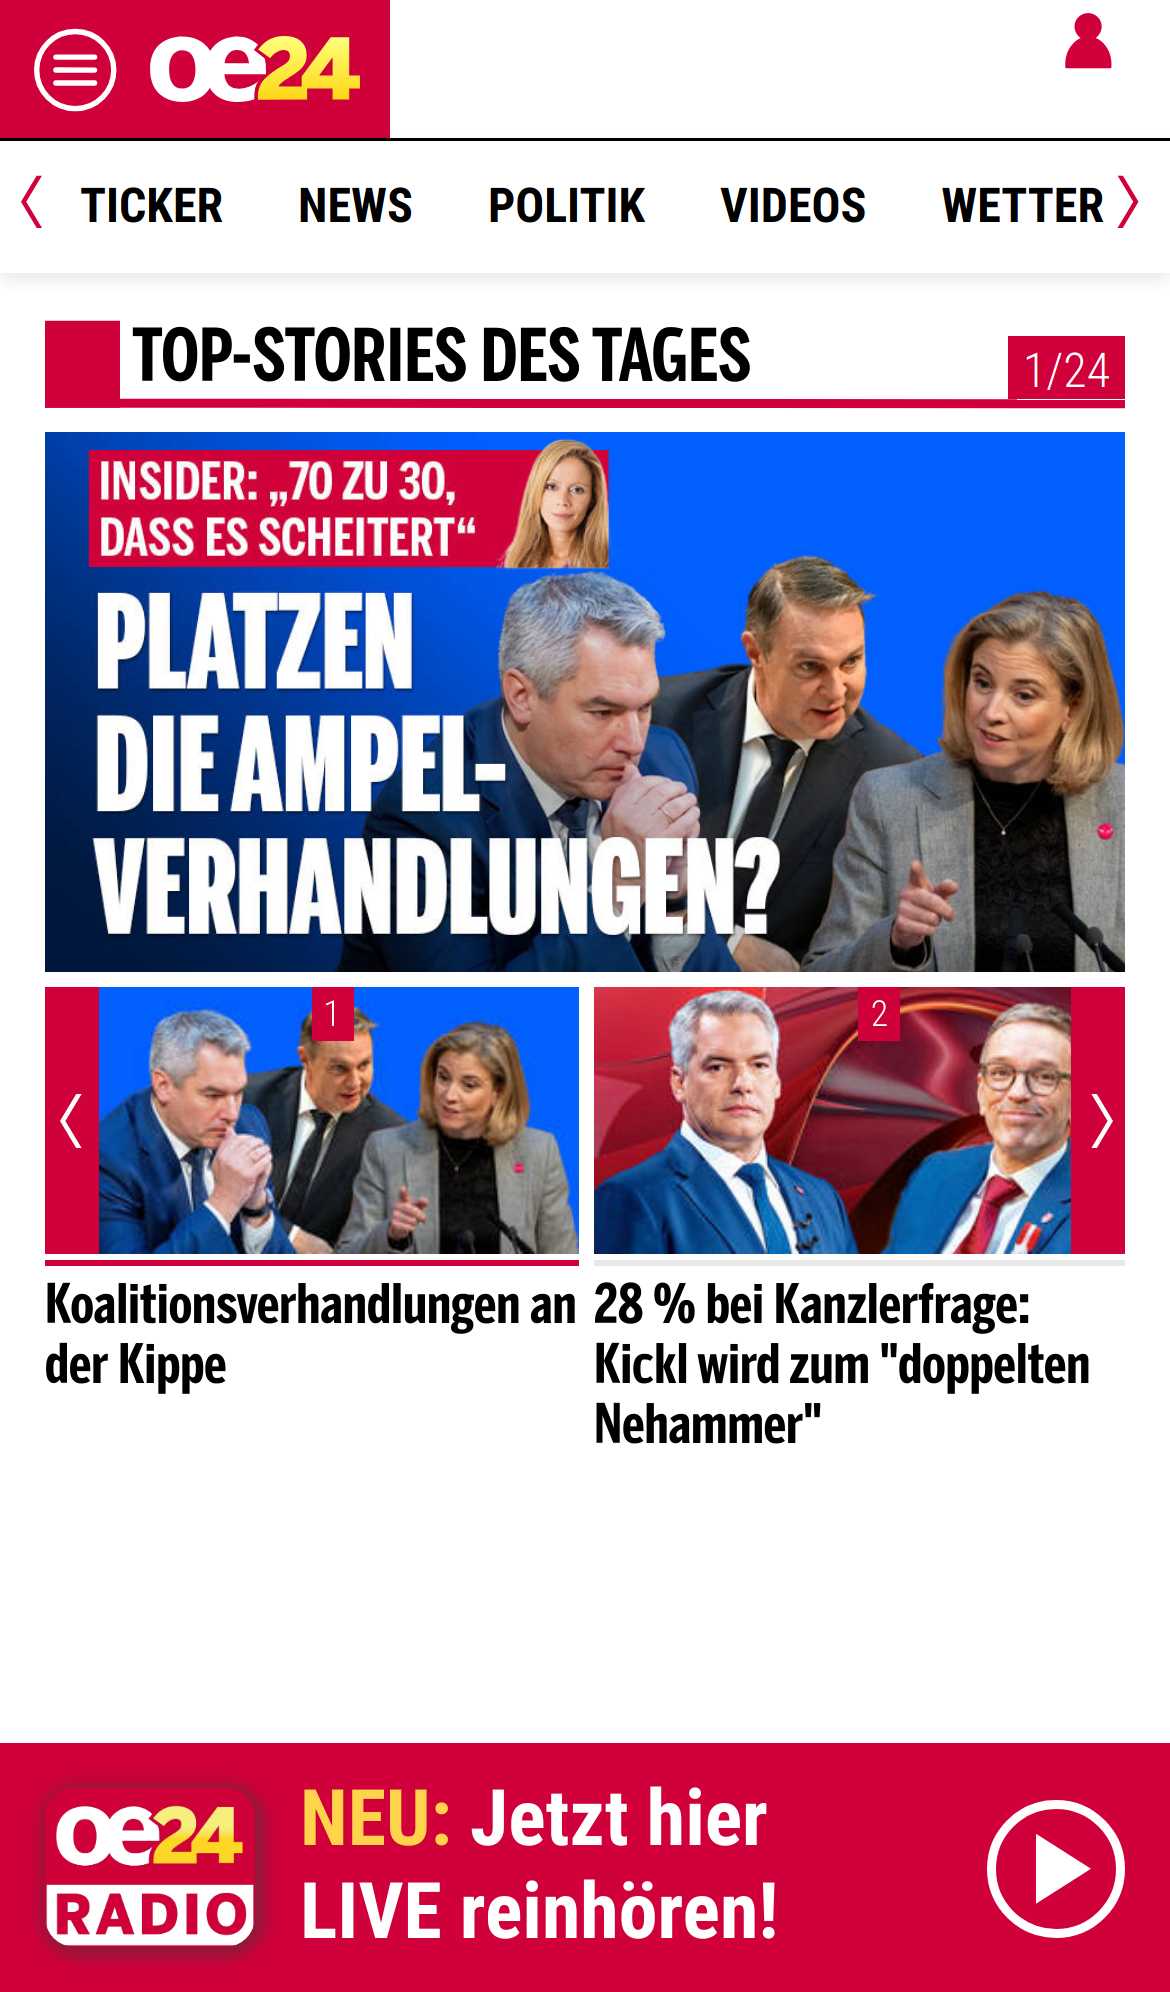 oe24
TICKER NEWS POLITIK VIDEOS WETTER
TOP-STORIES DES TAGES
1/24
INSIDER: „70 ZU 30,
DASS ES SCHEITERT“
PLATZEN
DIE AMPEL-
VERHANDLUNGEN?
1
2
Koalitionsverhandlungen an
der Kippe
28 % bei Kanzlerfrage:
Kickl wird zum "doppelten
Nehammer"
oe24
RADIO
NEU: Jetzt hier
LIVE reinhören!